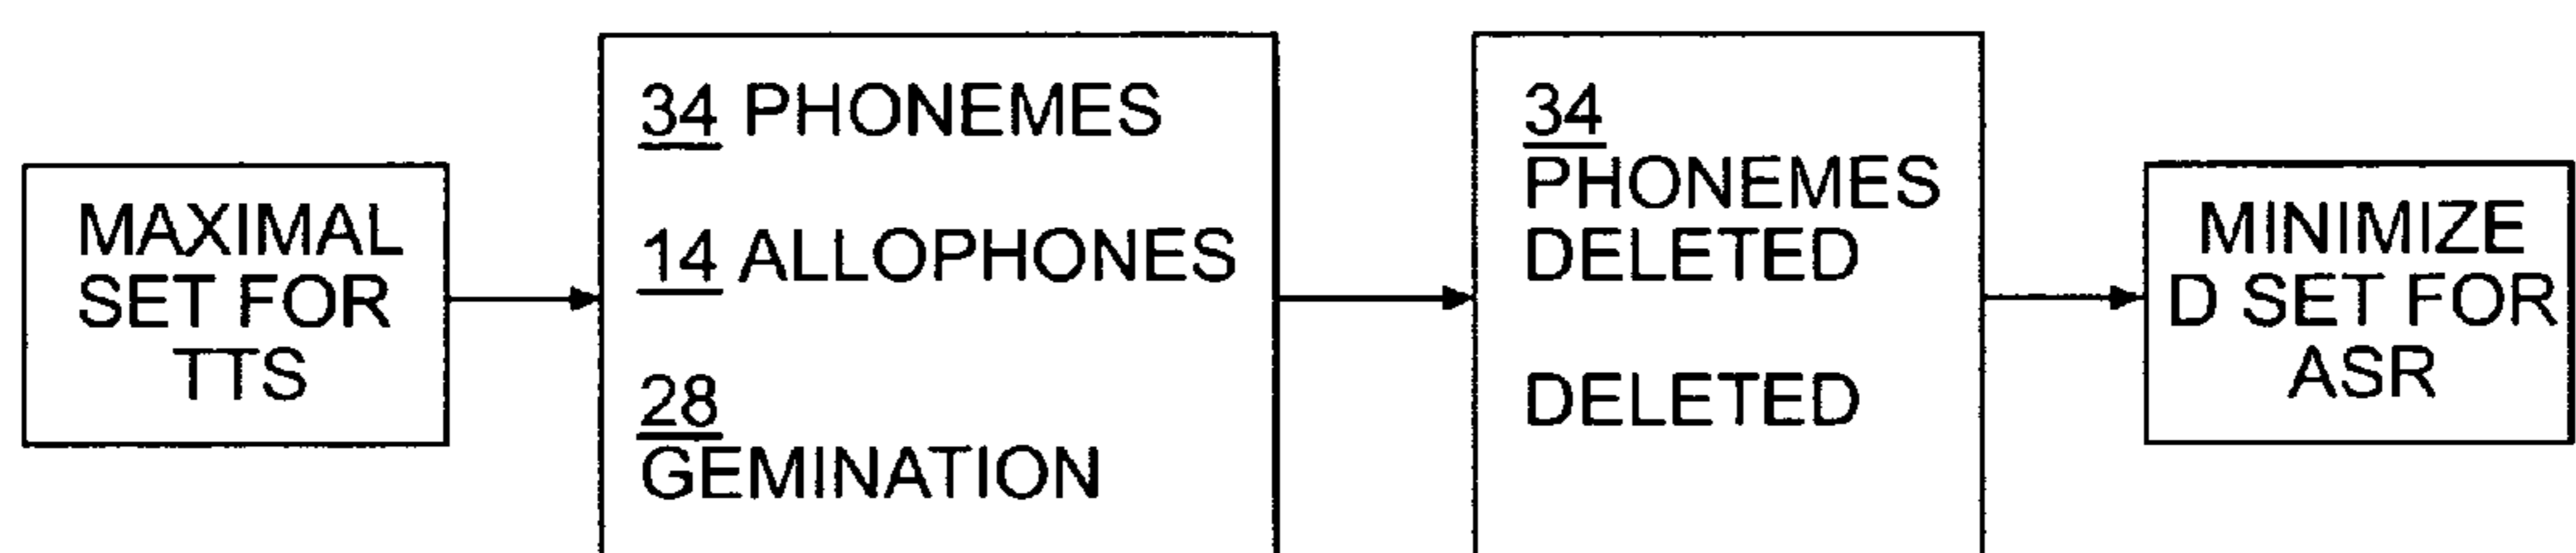 MAXIMAL
SET FOR
TTS
34 PHONEMES
14 ALLOPHONES
28
GEMINATION
34
PHONEMES
DELETED
DELETED
MINIMIZE
D SET FOR
ASR